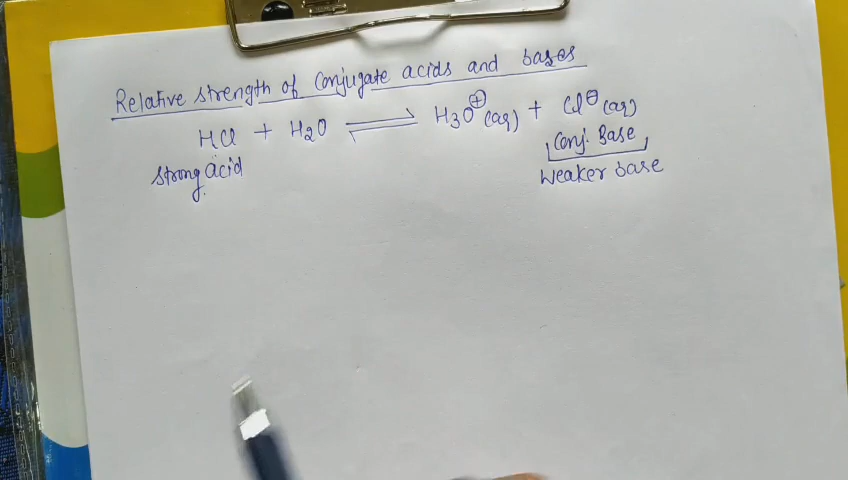 Relative strength of Conjugate acids and bases
HCl + H2O ⇌ H3O⊕(aq) + Cl⊖(aq)
Strong acid
Conj. Base
Weaker base